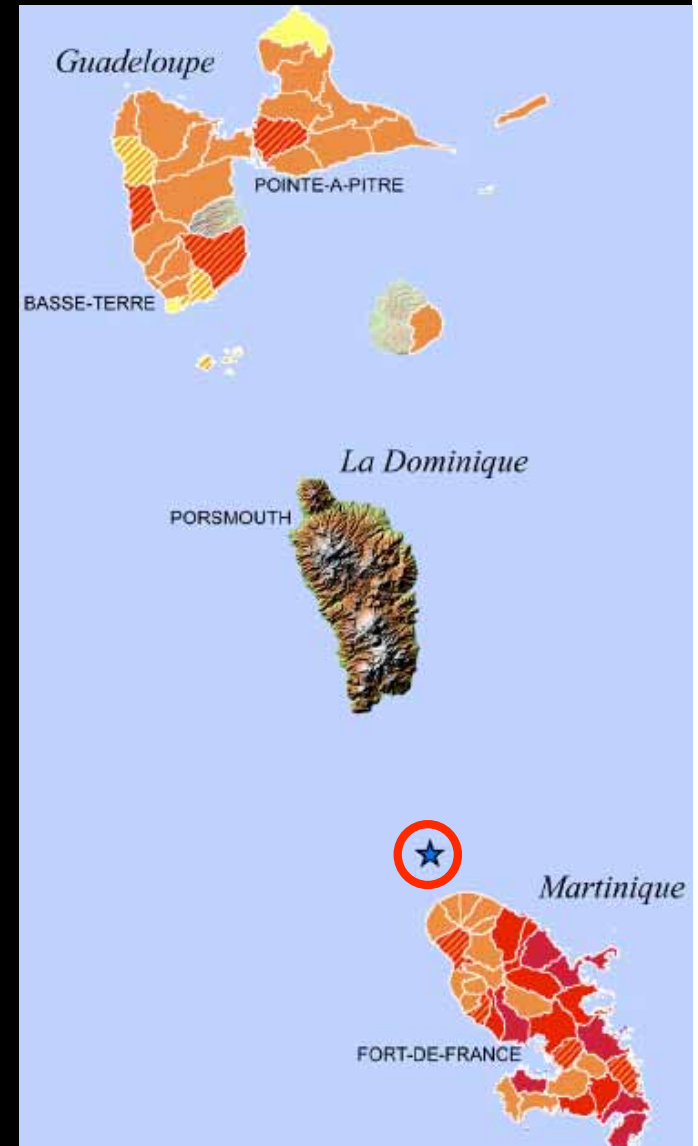 Guadeloupe
POINTE-A-PITRE
BASSE-TERRE
La Dominique
PORSMOUTH
Martinique
FORT-DE-FRANCE